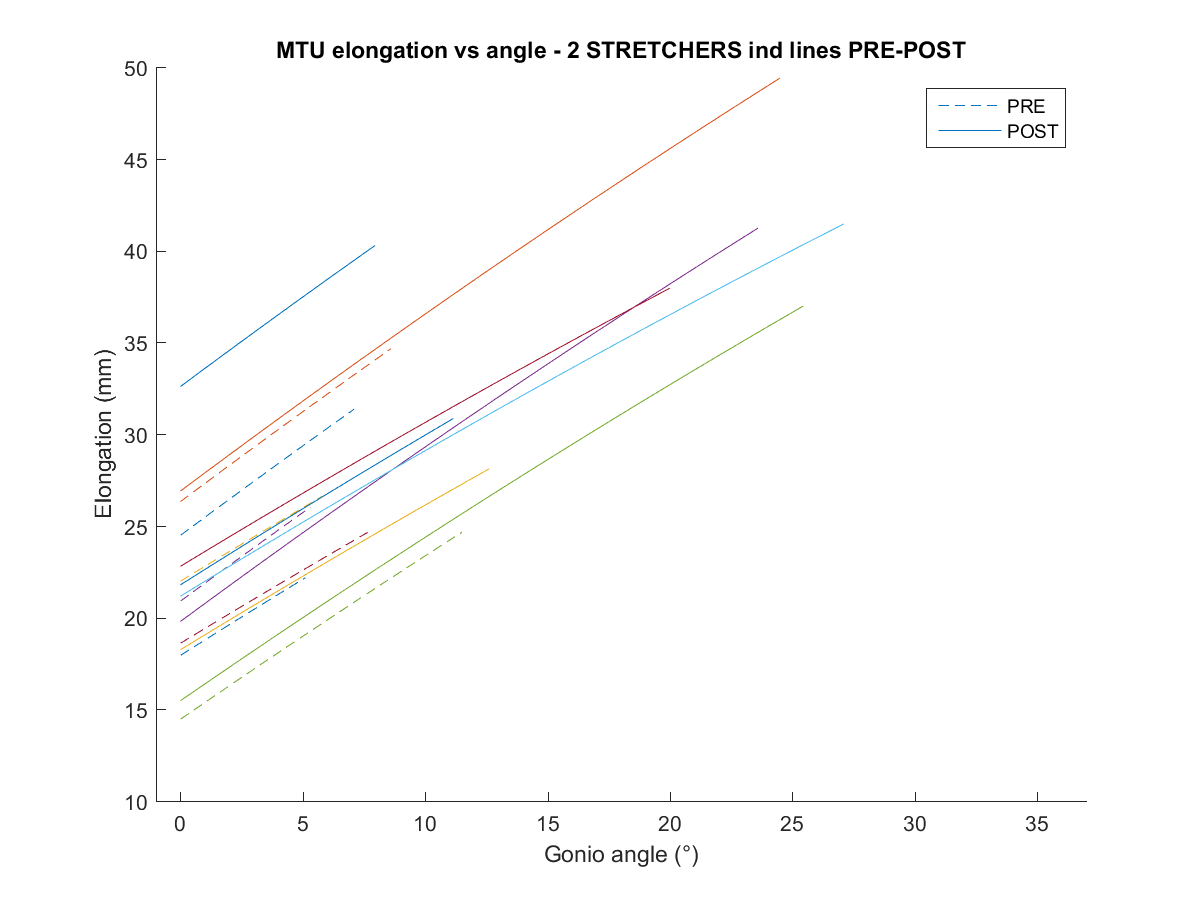 MTU elongation vs angle - 2 STRETCHERS ind lines PRE-POST
PRE
POST
50
45
40
35
30
25
20
15
10
Elongation (mm)
0 5 10 15 20 25 30 35
Gonio angle (°)